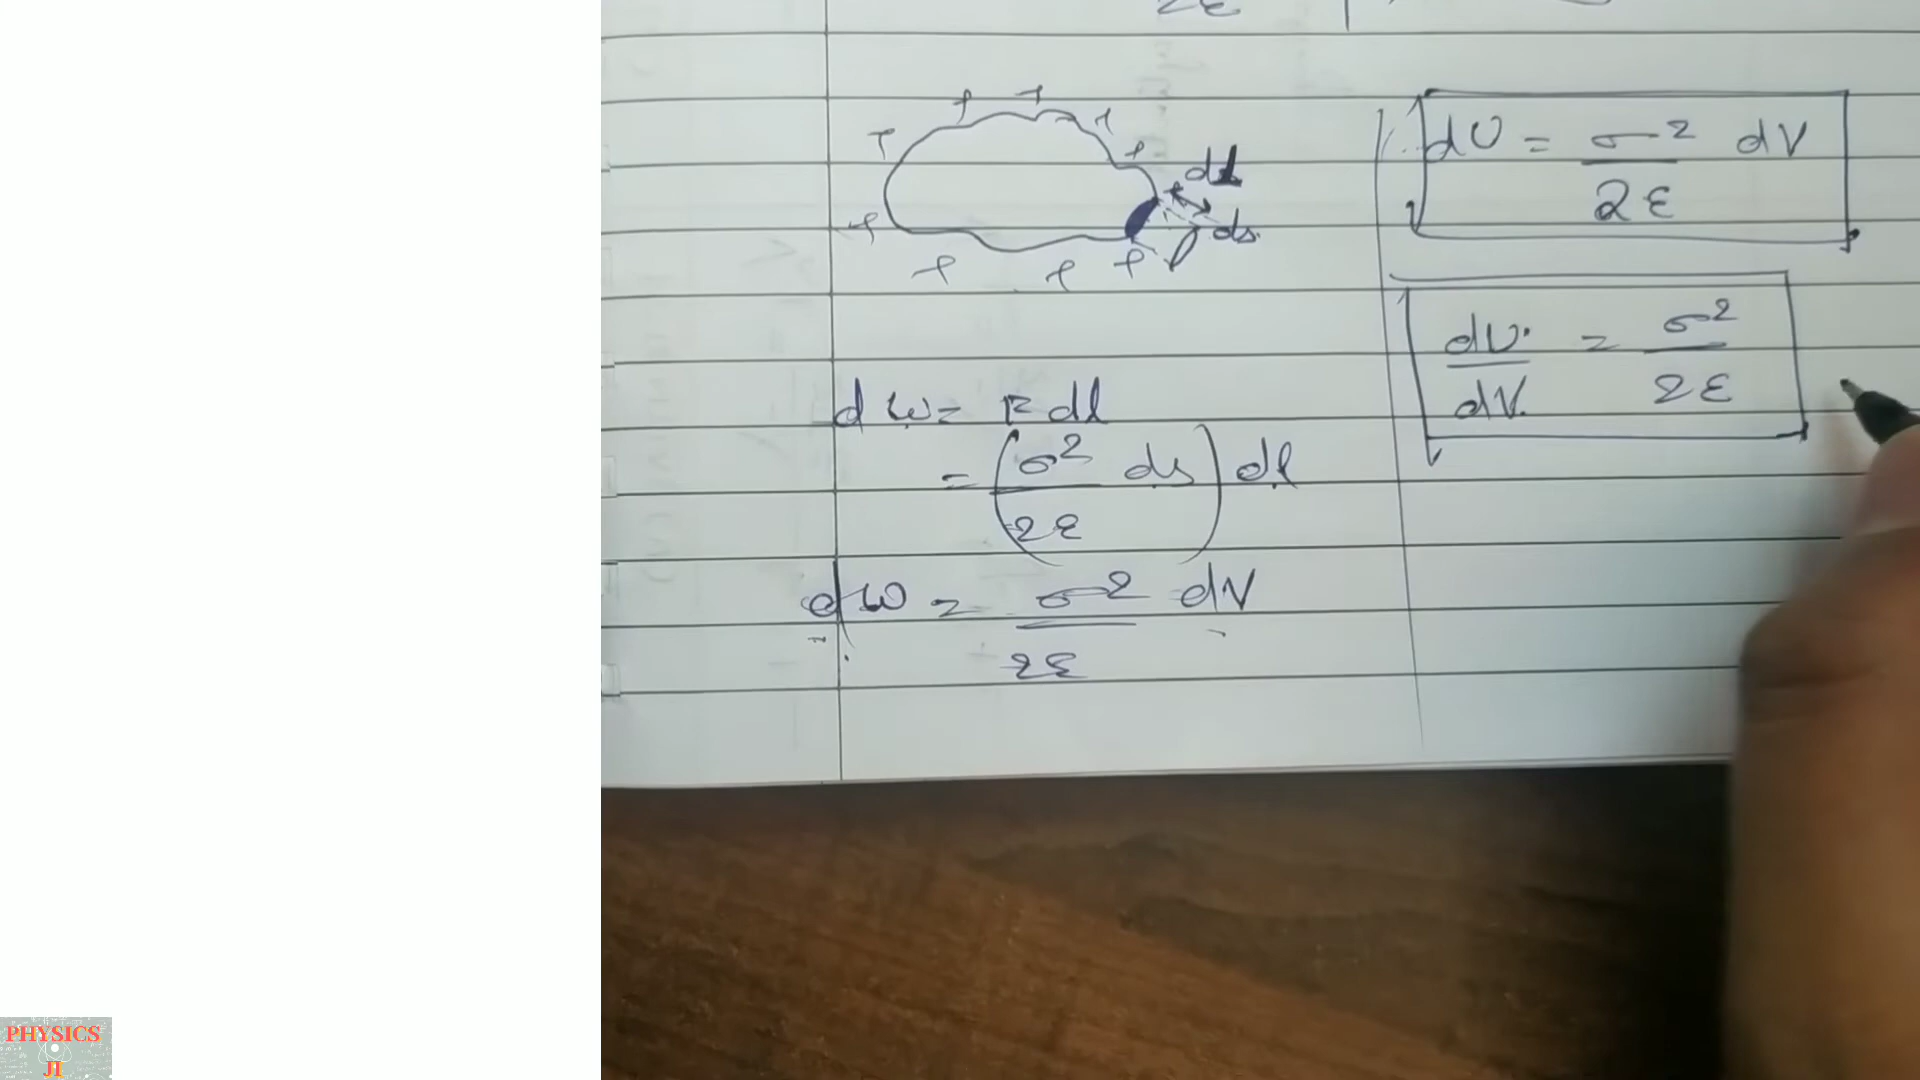 2ε
+ + + + + + + + + +
dl
ds
dW = F dl
= (σ² / 2ε ds) dl
dW = σ² / 2ε dV
dU = σ² / 2ε dV
dU / dV = σ² / 2ε
PHYSICS
JI